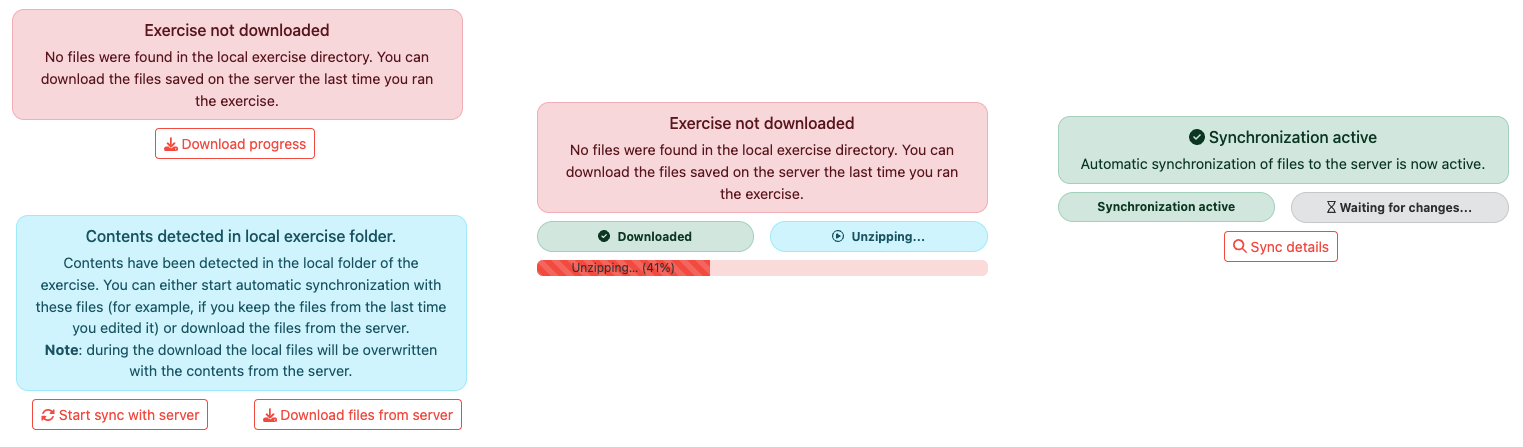 Exercise not downloaded
No files were found in the local exercise directory. You can
download the files saved on the server the last time you ran
the exercise.
Download progress
Contents detected in local exercise folder.
Contents have been detected in the local folder of the
exercise. You can either start automatic synchronization with
these files (for example, if you keep the files from the last time
you edited it) or download the files from the server.
Note: during the download the local files will be overwritten
with the contents from the server.
Start sync with server
Download files from server
Exercise not downloaded
No files were found in the local exercise directory. You can
download the files saved on the server the last time you ran
the exercise.
Downloaded
Unzipping...
Unzipping... (41%)
Synchronization active
Automatic synchronization of files to the server is now active.
Synchronization active
Waiting for changes...
Sync details